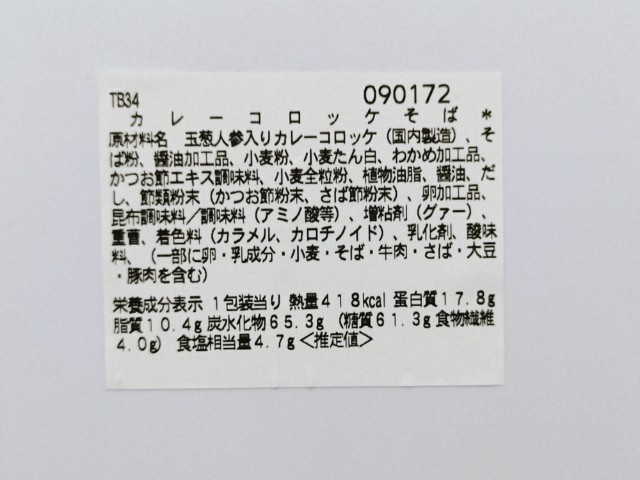 TB34 090172
カレーコロッケそば*
原材料名 玉葱人参入りカレーコロッケ(国内製造)、そ
ば粉、醤油加工品、小麦粉、小麦たん白、わかめ加工品、
かつお節エキス調味料、小麦全粒粉、植物油脂、醤油、だ
し、節類粉末(かつお節粉末、さば節粉末)、卵加工品、
昆布調味料/調味料(アミノ酸等)、増粘剤(グァー)、
重曹、着色料(カラメル、カロチノイド)、乳化剤、酸味
料、(一部に卵・乳成分・小麦・そば・牛肉・さば・大豆
・豚肉を含む)
栄養成分表示 1包装当り 熱量418kcal 蛋白質17.8g
脂質10.4g 炭水化物65.3g (糖質61.3g 食物繊維
4.0g) 食塩相当量4.7g<推定値>